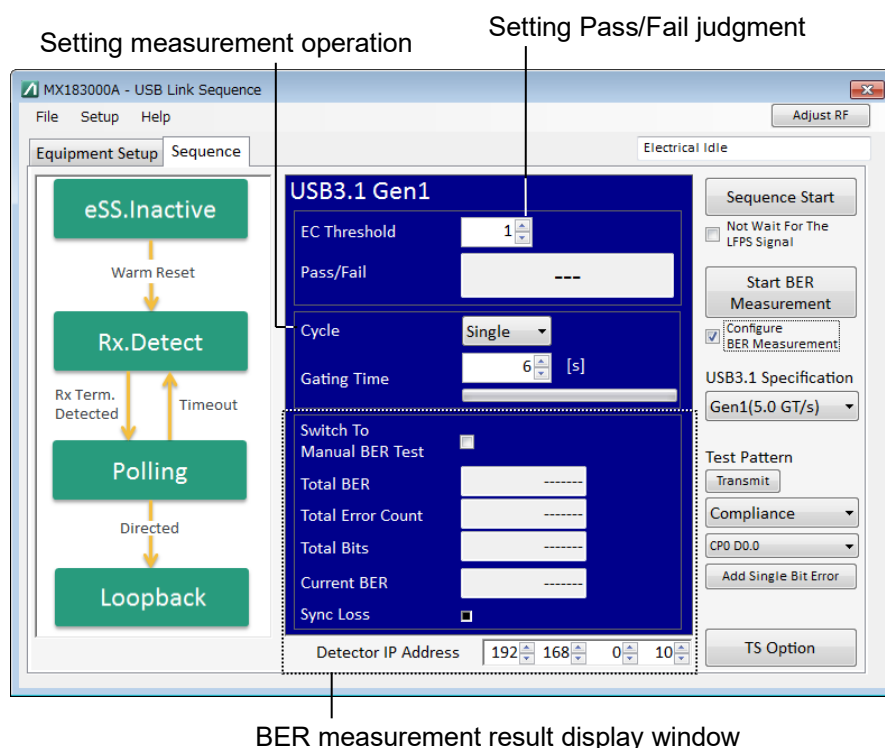 Setting Pass/Fail judgment
Setting measurement operation
MX183000A - USB Link Sequence
File Setup Help
Adjust RF
Equipment Setup Sequence
Electrical Idle
eSS.Inactive
Warm Reset
Rx.Detect
Rx Term.
Detected
Timeout
Polling
Directed
Loopback
USB3.1 Gen1
EC Threshold 1
Pass/Fail ---
Cycle Single
Gating Time 6 [s]
Switch To
Manual BER Test
Total BER -------
Total Error Count -------
Total Bits -------
Current BER -------
Sync Loss
Detector IP Address 192 168 0 10
Sequence Start
Not Wait For The
LFPS Signal
Start BER
Measurement
Configure
BER Measurement
USB3.1 Specification
Gen1(5.0 GT/s)
Test Pattern
Transmit
Compliance
CP0 D0.0
Add Single Bit Error
TS Option
BER measurement result display window